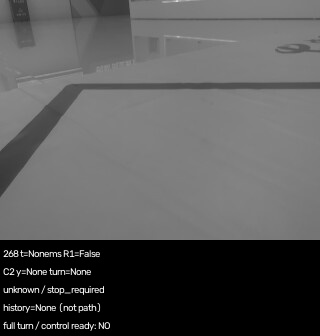 268 t=Nonems R1=False
C2 y=None turn=None
unknown / stop_required
history=None (not path)
full turn / control ready: NO